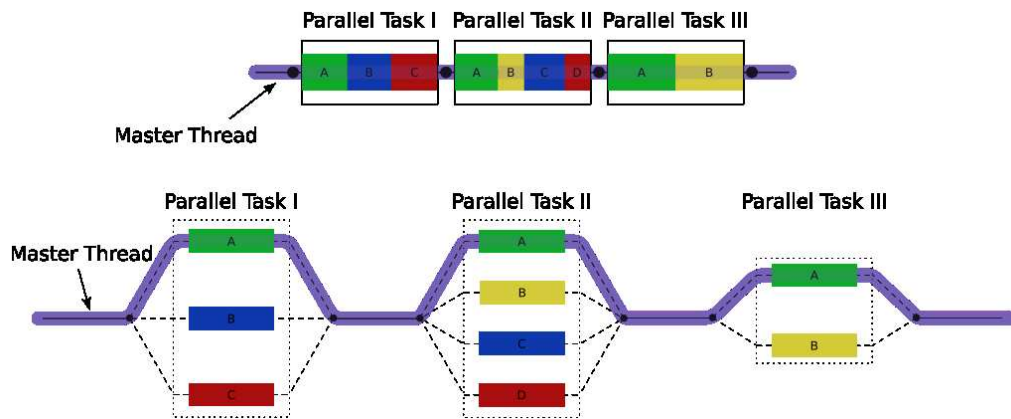 Parallel Task I Parallel Task II Parallel Task III
A B C A B C D A B
Master Thread
Parallel Task I Parallel Task II Parallel Task III
A A
Master Thread
A
B
B
C
B
C D